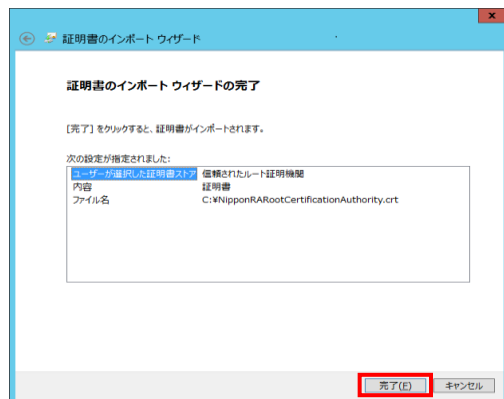 証明書のインポート ウィザード
証明書のインポート ウィザードの完了
[完了] をクリックすると、証明書がインポートされます。
次の設定が指定されました:
ユーザーが選択した証明書ストア 信頼されたルート証明機関
内容 証明書
ファイル名 C:¥NipponRARootCertificationAuthority.crt
完了(F) キャンセル